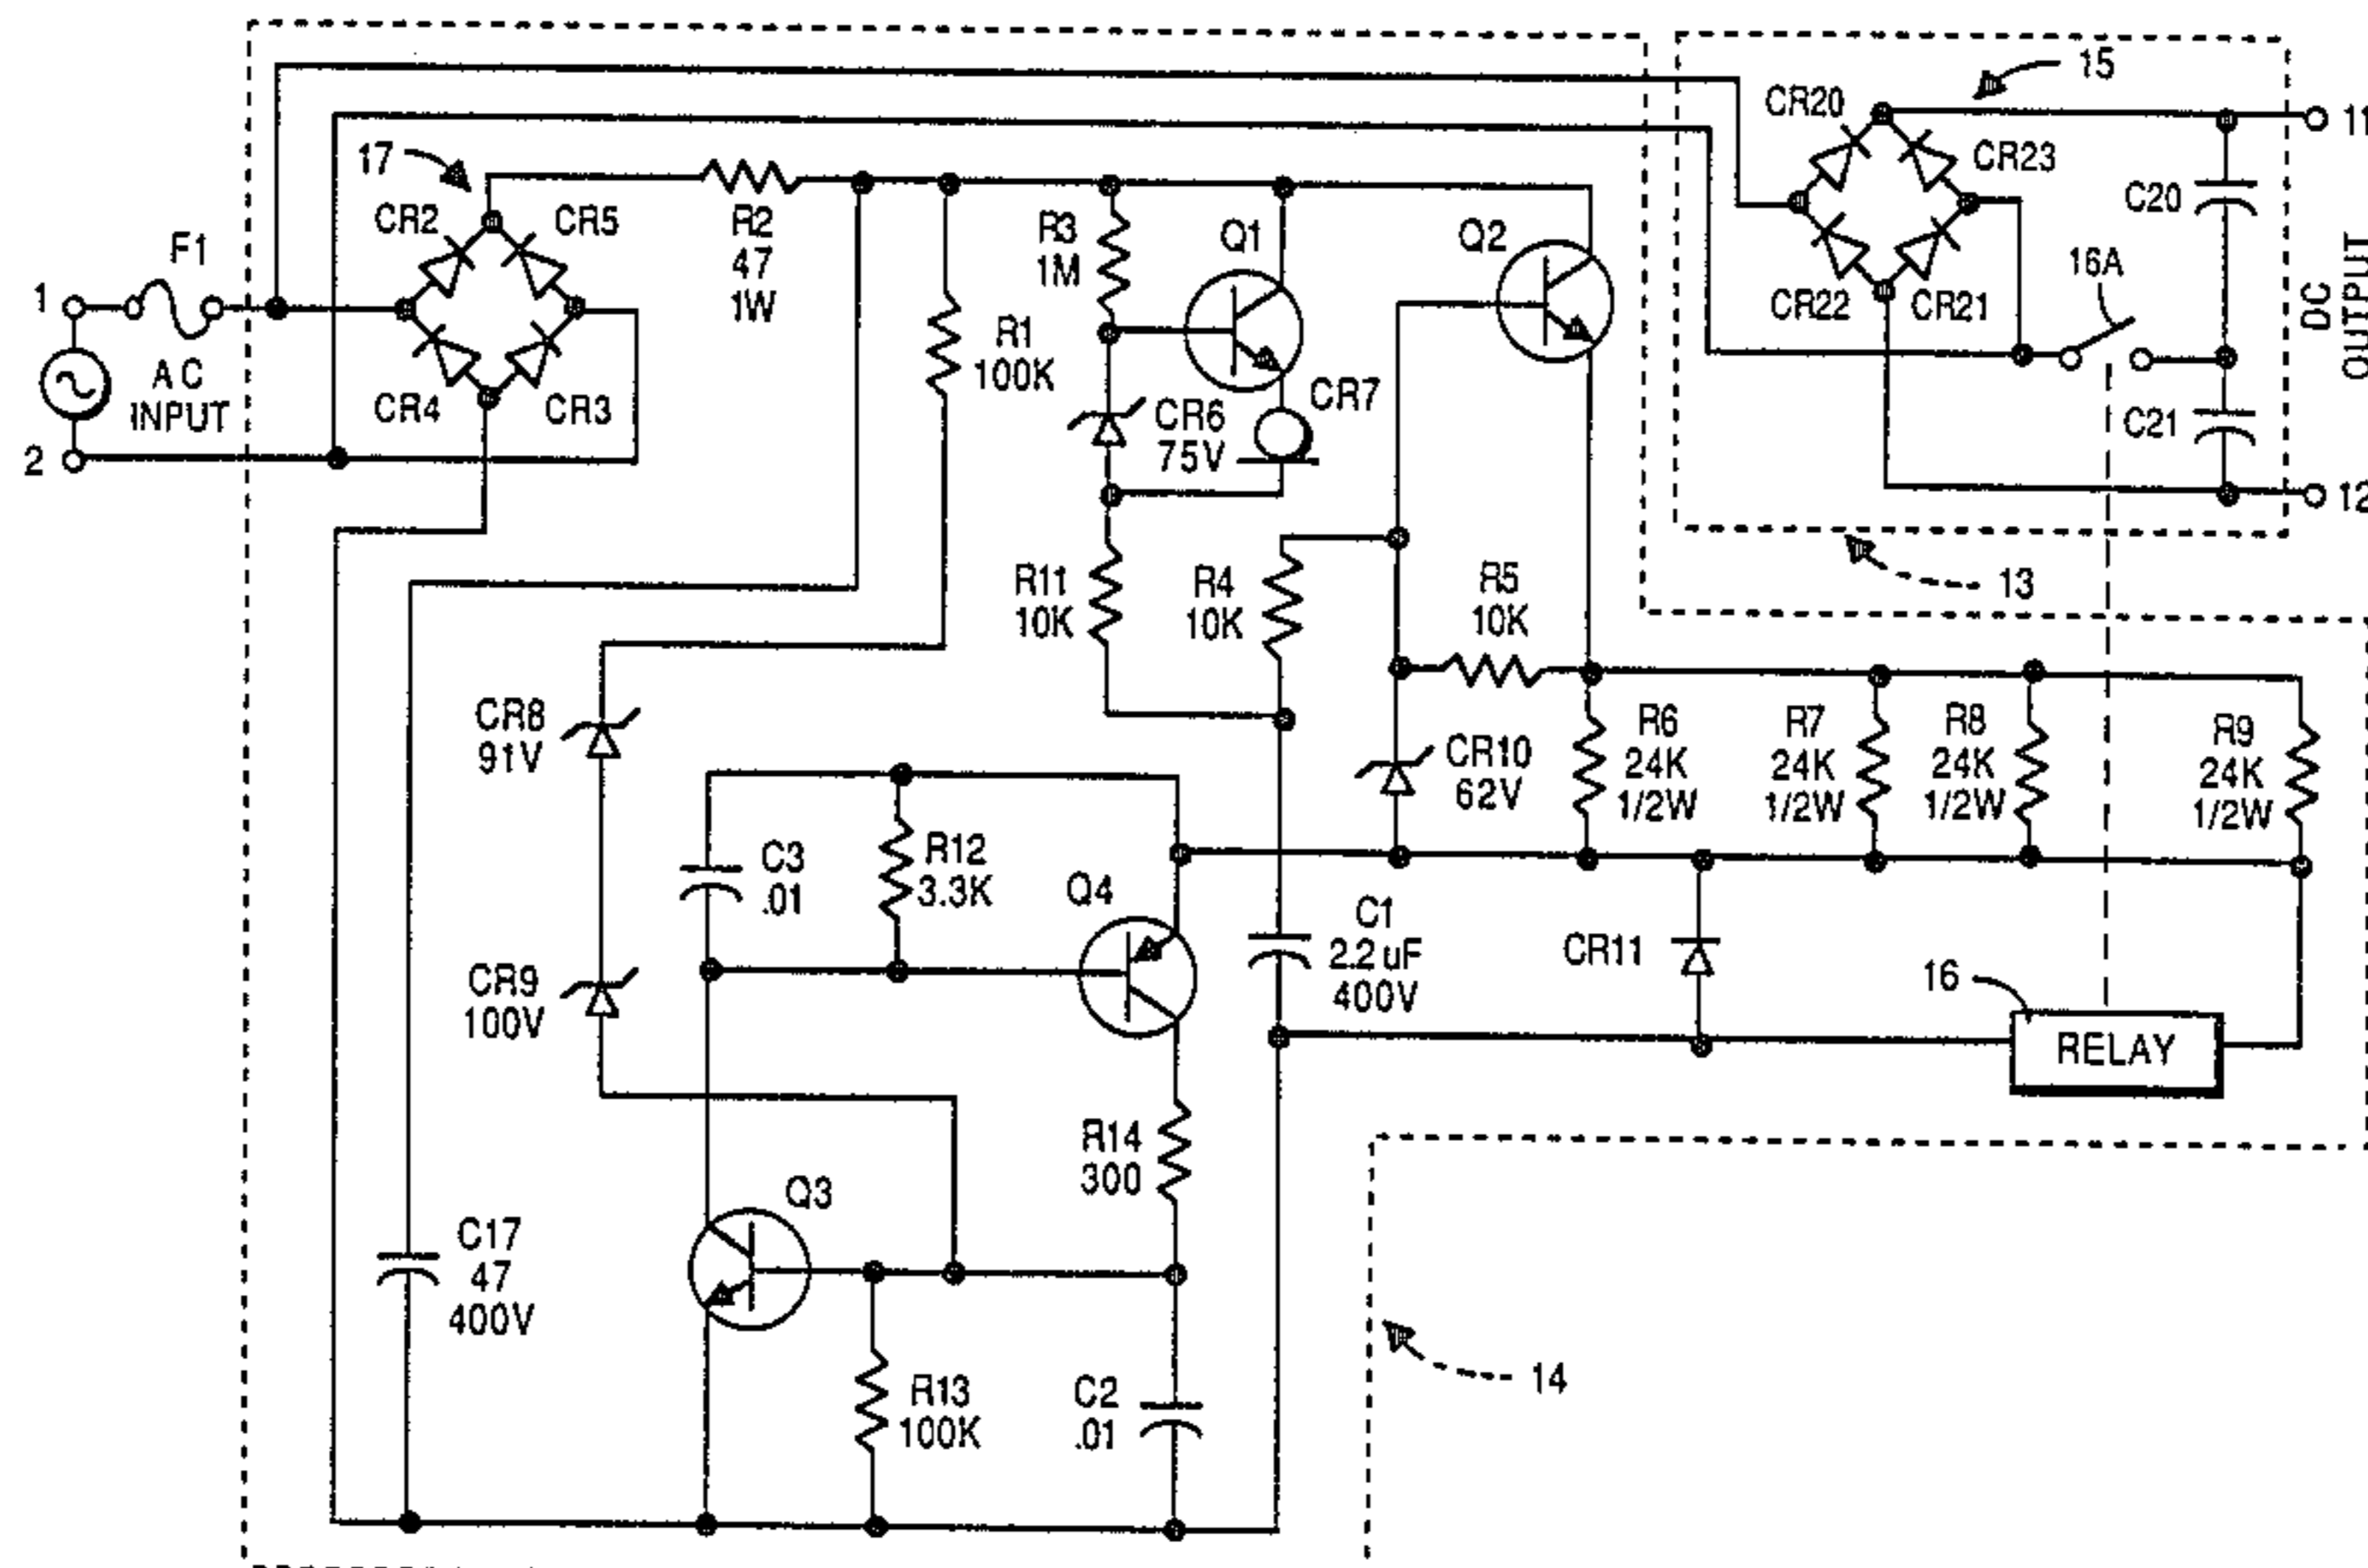 15
11
CR20
CR23
C20
17
CR2
CR5
R2
47
1W
R3
1M
Q1
Q2
16A
DC
OUTPUT
F1
1
AC
INPUT
CR4
CR3
R1
100K
CR6
75V
CR7
CR22
CR21
C21
2
12
13
R11
10K
R4
10K
R5
10K
CR8
91V
CR10
62V
R6
24K
1/2W
R7
24K
1/2W
R8
24K
1/2W
R9
24K
1/2W
C3
.01
R12
3.3K
Q4
C1
2.2 uF
400V
CR11
16
RELAY
CR9
100V
R14
300
Q3
C17
47
400V
R13
100K
C2
.01
14